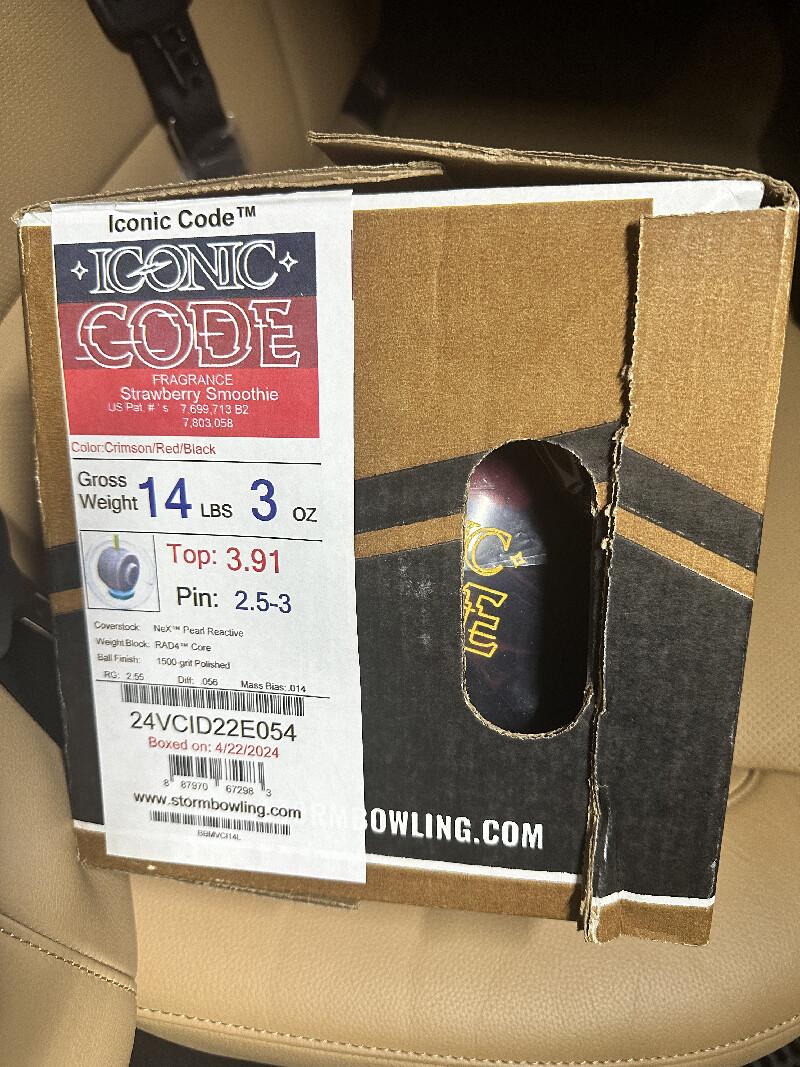 Iconic Code™
ICONIC
CODE
FRAGRANCE
Strawberry Smoothie
US Pat. #'s 7,699,713 B2
7,803,058
Color:Crimson/Red/Black
Gross Weight 14 LBS 3 OZ
Top: 3.91
Pin: 2.5-3
Coverstock: NeX™ Pearl Reactive
Weight Block: RAD4™ Core
Ball Finish: 1500-grit Polished
RG: 2.55 Diff: .056 Mass Bias: .014
24VCID22E054
Boxed on: 4/22/2024
8 87970 67298 3
www.stormbowling.com
BBMVCI14L
ORMBOWLING.COM
IC
E